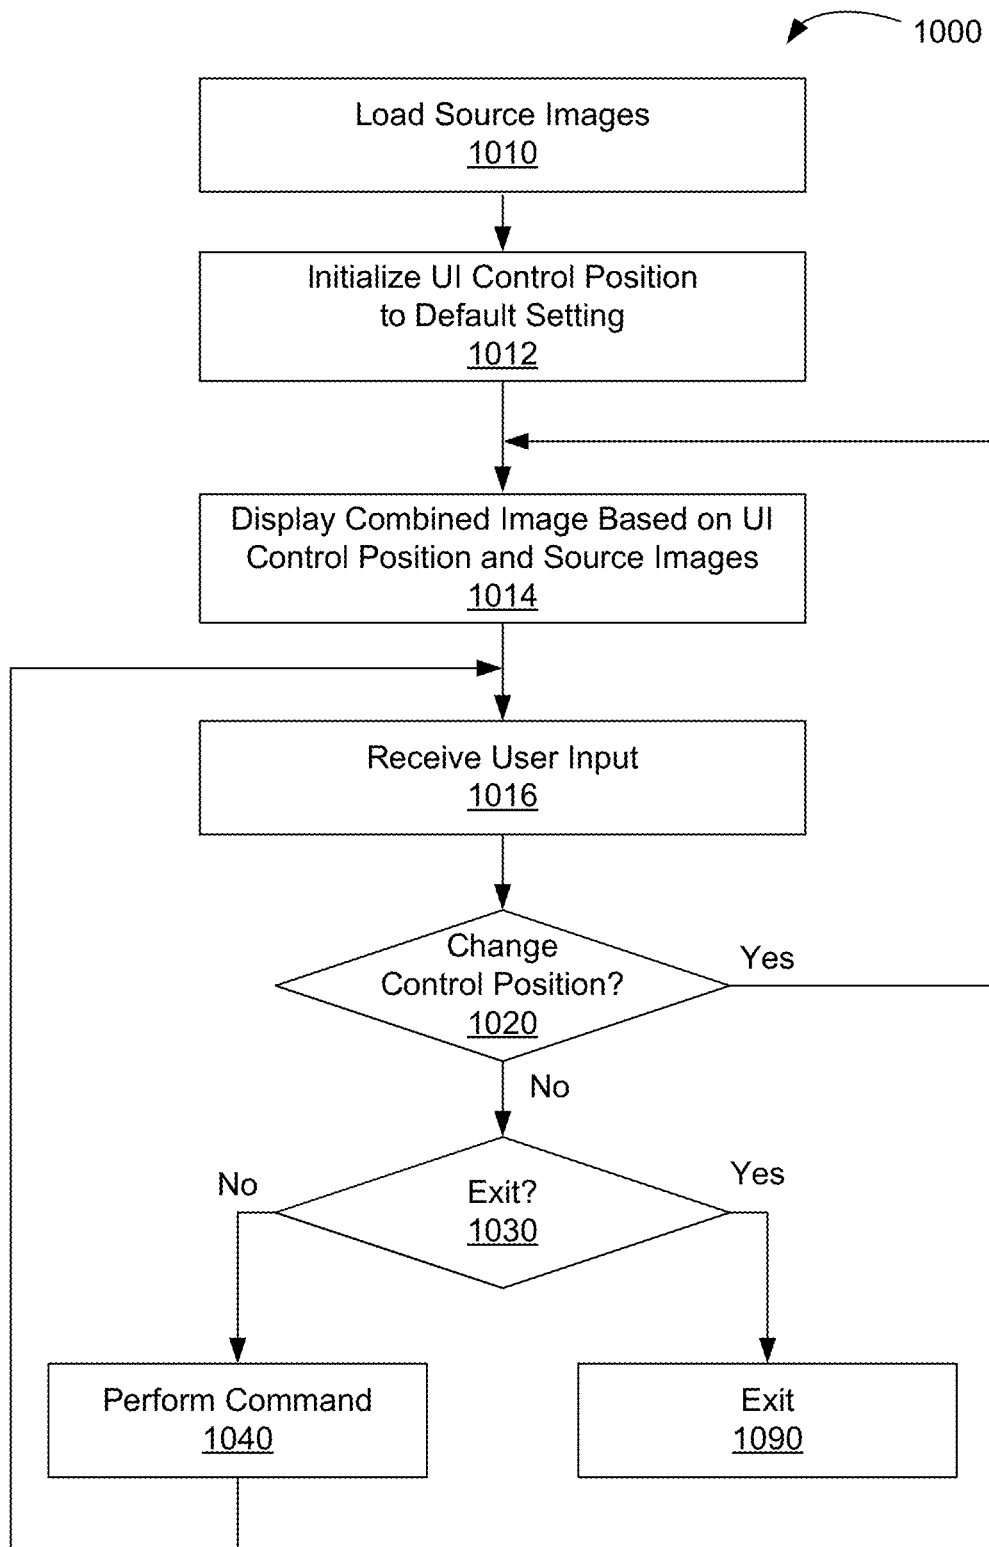 1000
Load Source Images
1010
Initialize UI Control Position
to Default Setting
1012
Display Combined Image Based on UI
Control Position and Source Images
1014
Receive User Input
1016
Change
Control Position?
1020
Yes
No
Exit?
1030
No
Yes
Perform Command
1040
Exit
1090